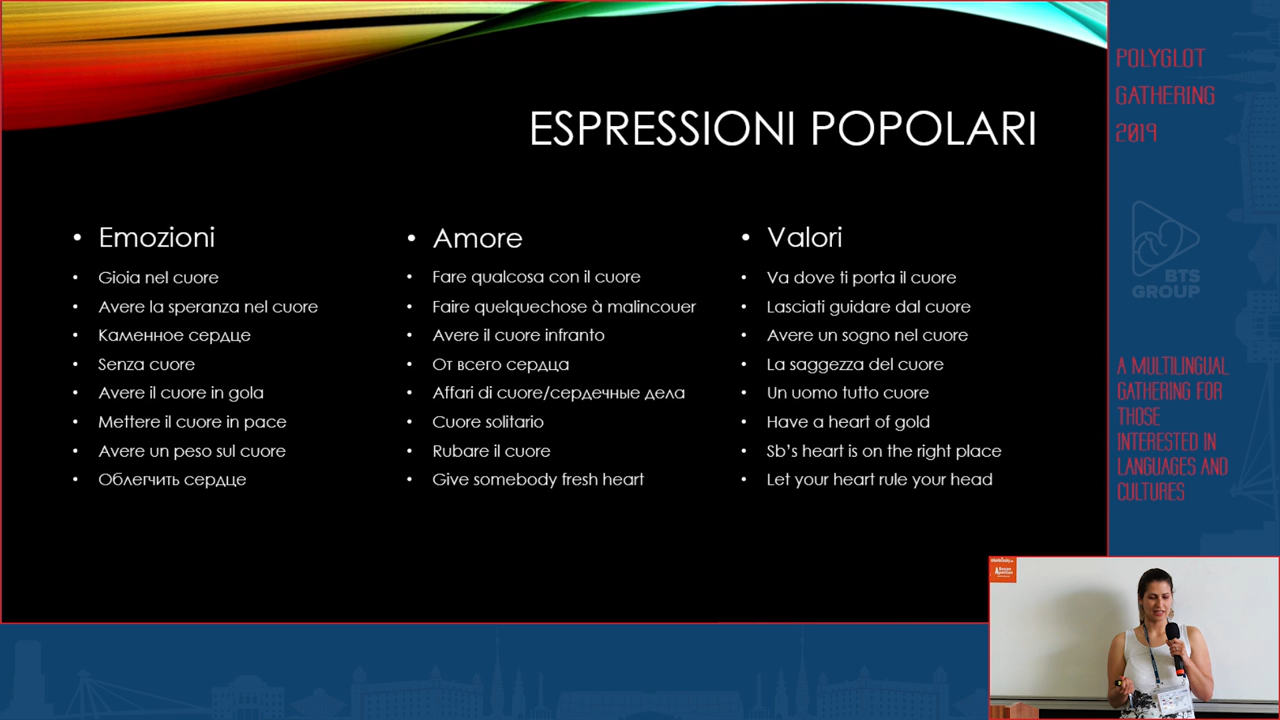 ESPRESSIONI POPOLARI
• Emozioni
• Gioia nel cuore
• Avere la speranza nel cuore
• Каменное сердце
• Senza cuore
• Avere il cuore in gola
• Mettere il cuore in pace
• Avere un peso sul cuore
• Облегчить сердце
• Amore
• Fare qualcosa con il cuore
• Faire quelquechose à malincouer
• Avere il cuore infranto
• От всего сердца
• Affari di cuore/сердечные дела
• Cuore solitario
• Rubare il cuore
• Give somebody fresh heart
• Valori
• Va dove ti porta il cuore
• Lasciati guidare dal cuore
• Avere un sogno nel cuore
• La saggezza del cuore
• Un uomo tutto cuore
• Have a heart of gold
• Sb's heart is on the right place
• Let your heart rule your head
POLYGLOT
GATHERING
2019
BTS
GROUP
A MULTILINGUAL
GATHERING FOR
THOSE
INTERESTED IN
LANGUAGES AND
CULTURES